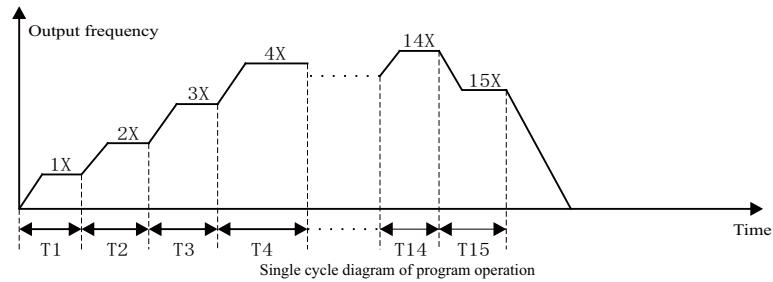 Output frequency
1X
2X
3X
4X
14X
15X
Time
T1 T2 T3 T4 T14 T15
Single cycle diagram of program operation